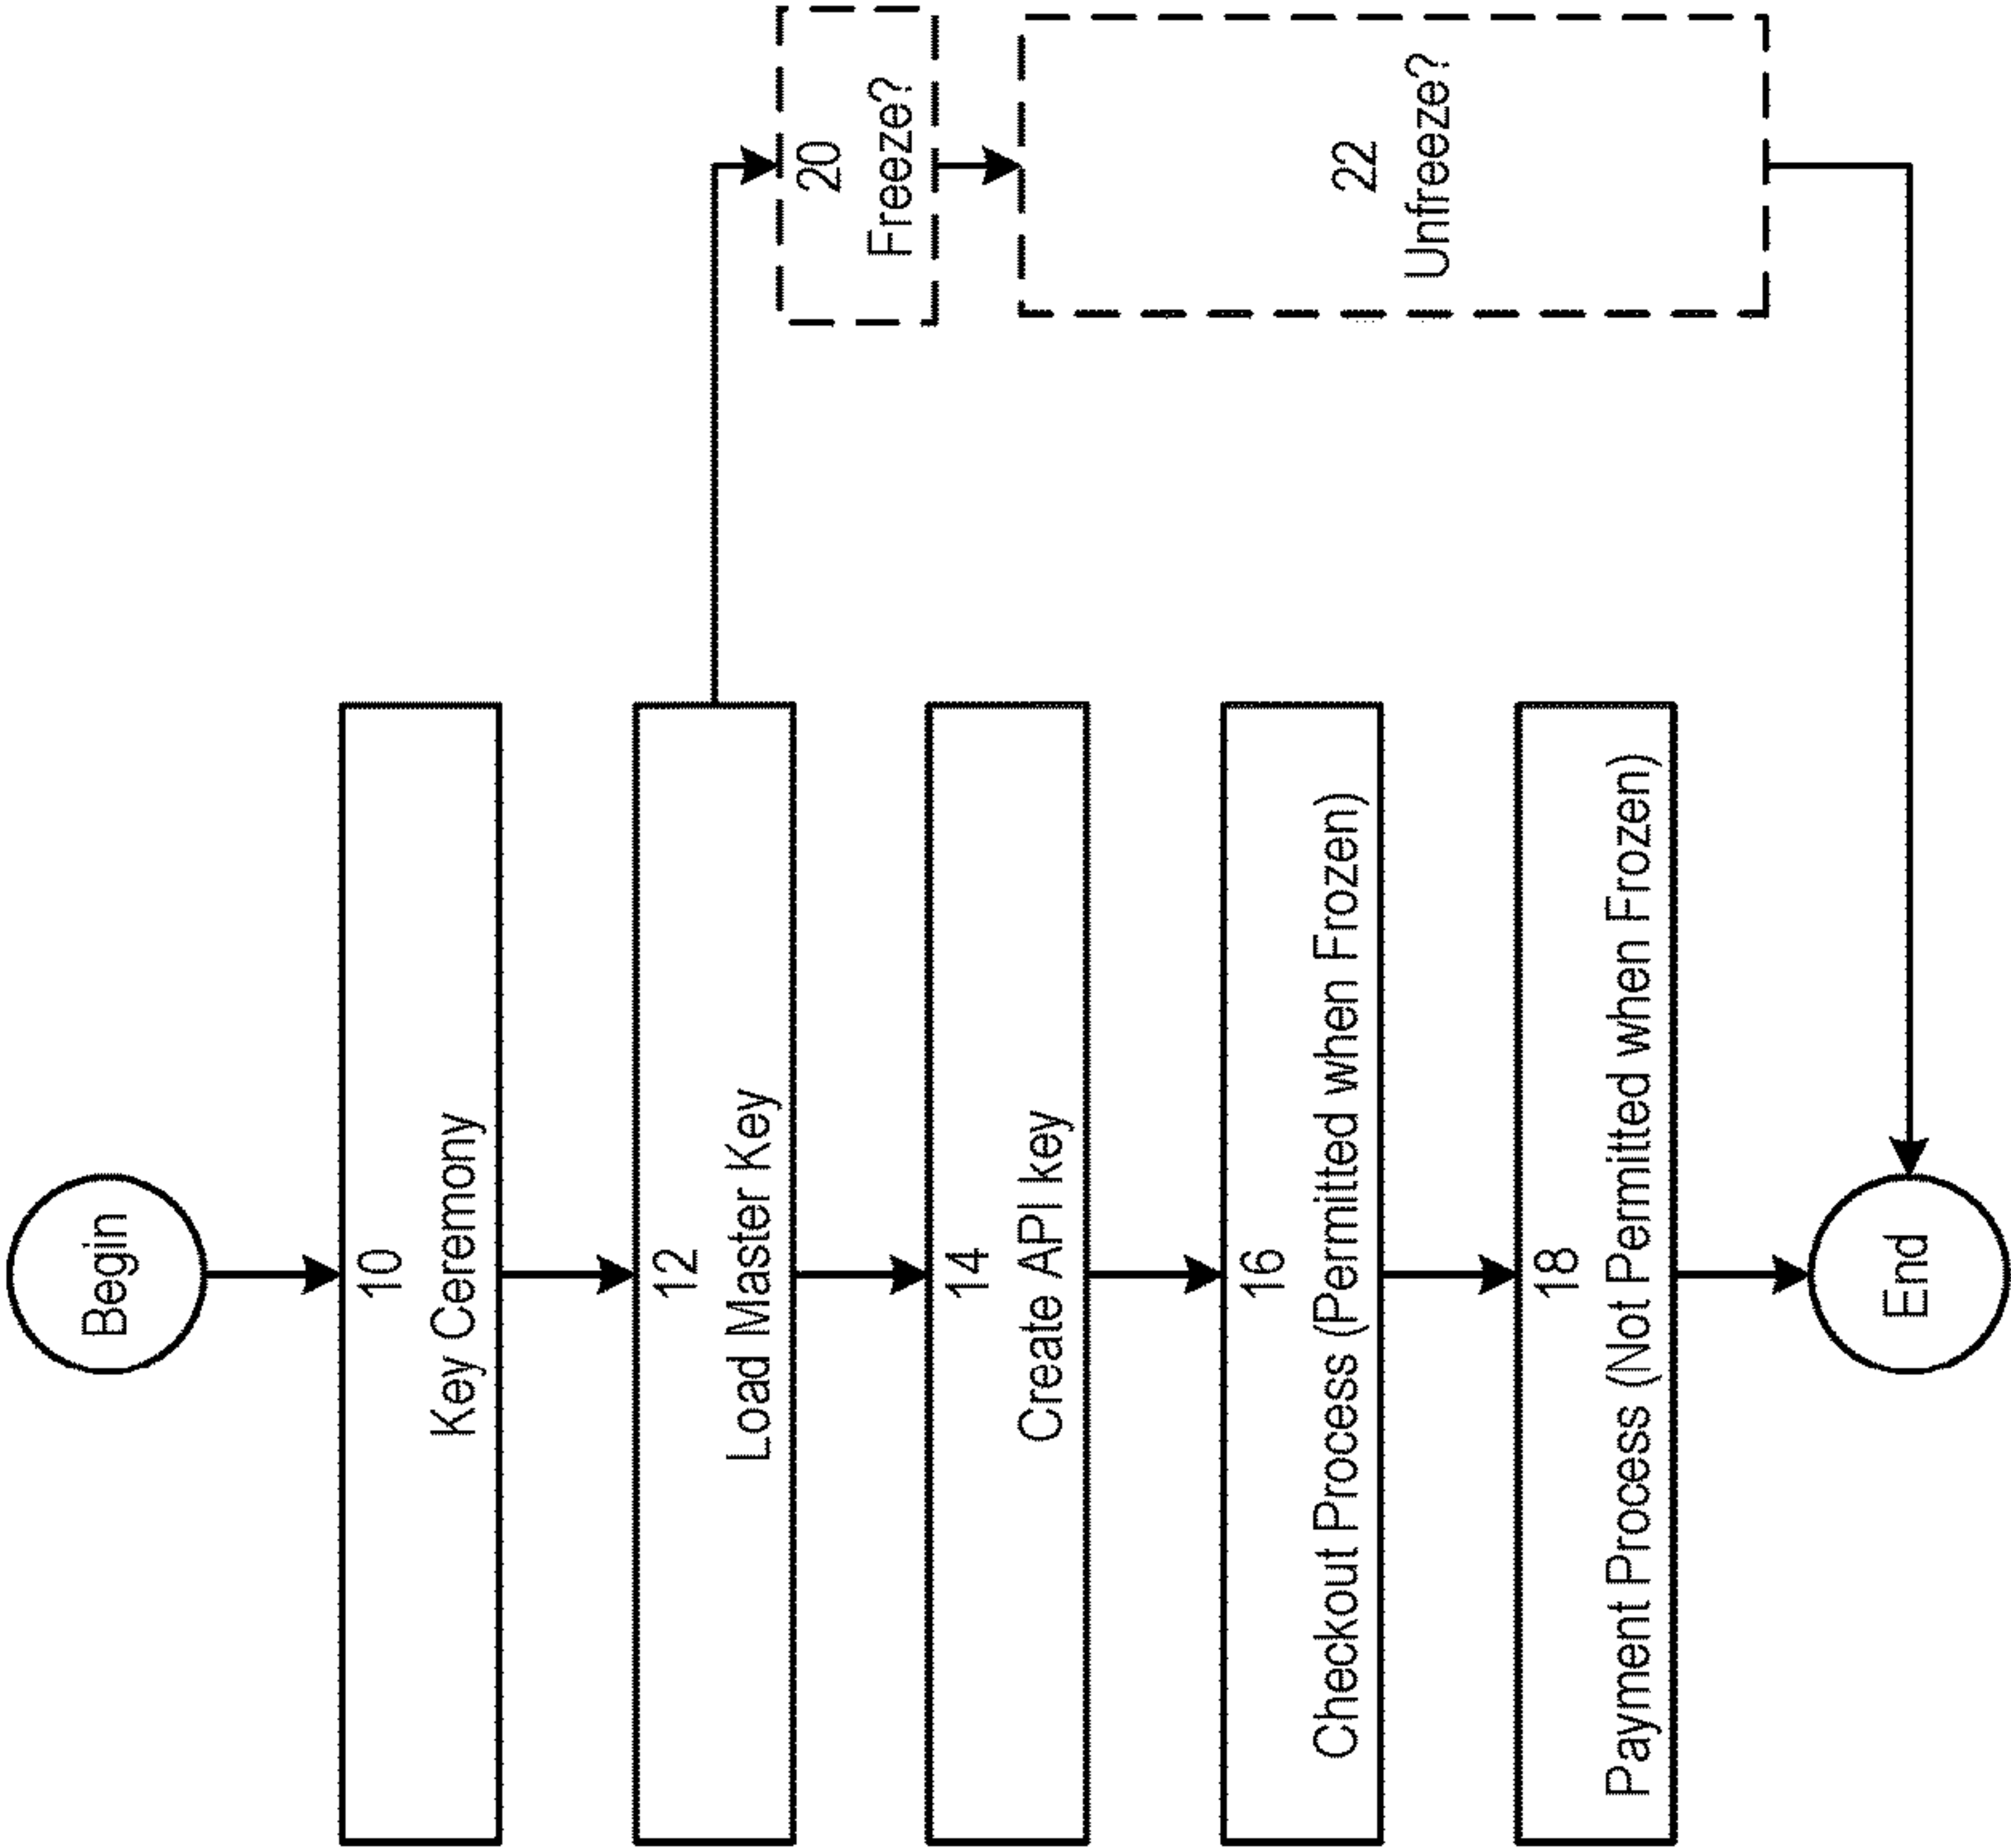 Begin
10
Key Ceremony
12
Load Master Key
14
Create API key
16
Checkout Process (Permitted when Frozen)
18
Payment Process (Not Permitted when Frozen)
End
20
Freeze?
22
Unfreeze?